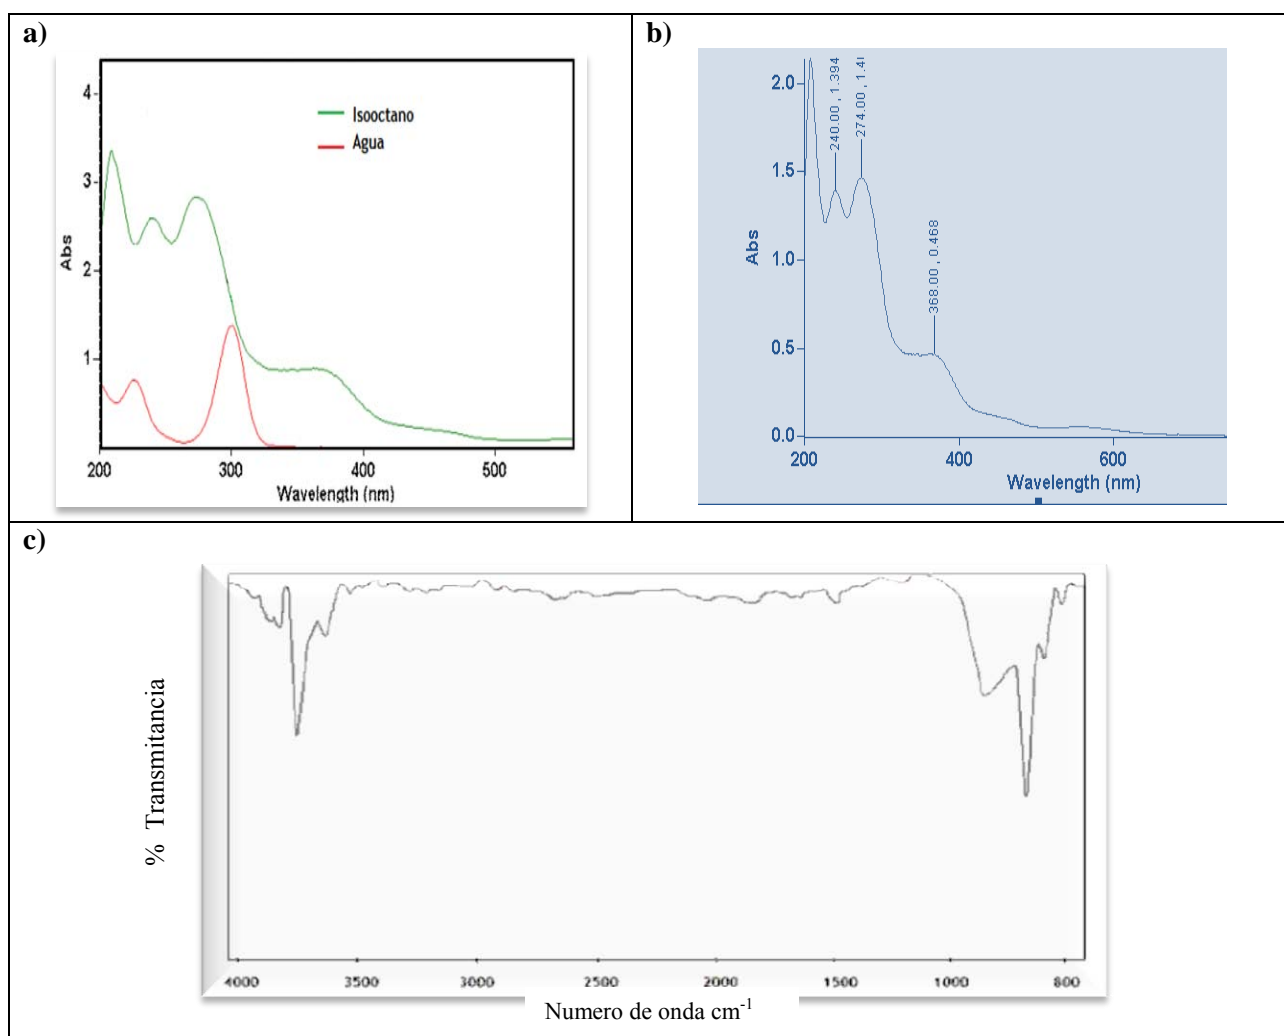 a)
4
3
2
1
Abs
Isooctano
Agua
200 300 400 500
Wavelength (nm)
b)
2.0
1.5
1.0
0.5
0.0
Abs
240.00 , 1.394
274.00 , 1.4
368.00 , 0.468
200 400 600
Wavelength (nm)
c)
% Transmitancia
4000 3500 3000 2500 2000 1500 1000 800
Numero de onda cm-1